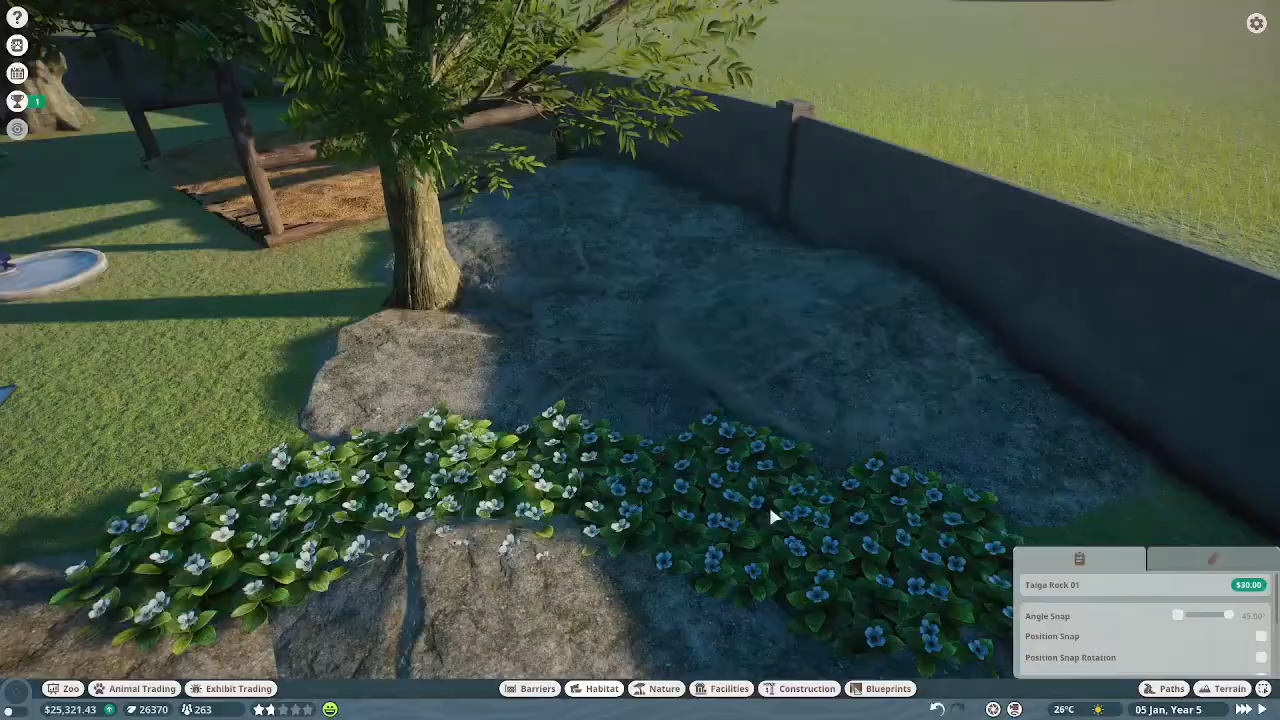 ?
1
Taiga Rock 01 $30.00
Angle Snap 45.00°
Position Snap
Position Snap Rotation
Zoo Animal Trading Exhibit Trading Barriers Habitat Nature Facilities Construction Blueprints Paths Terrain
$25,321.43 26370 263 26°C 05 Jan, Year 5